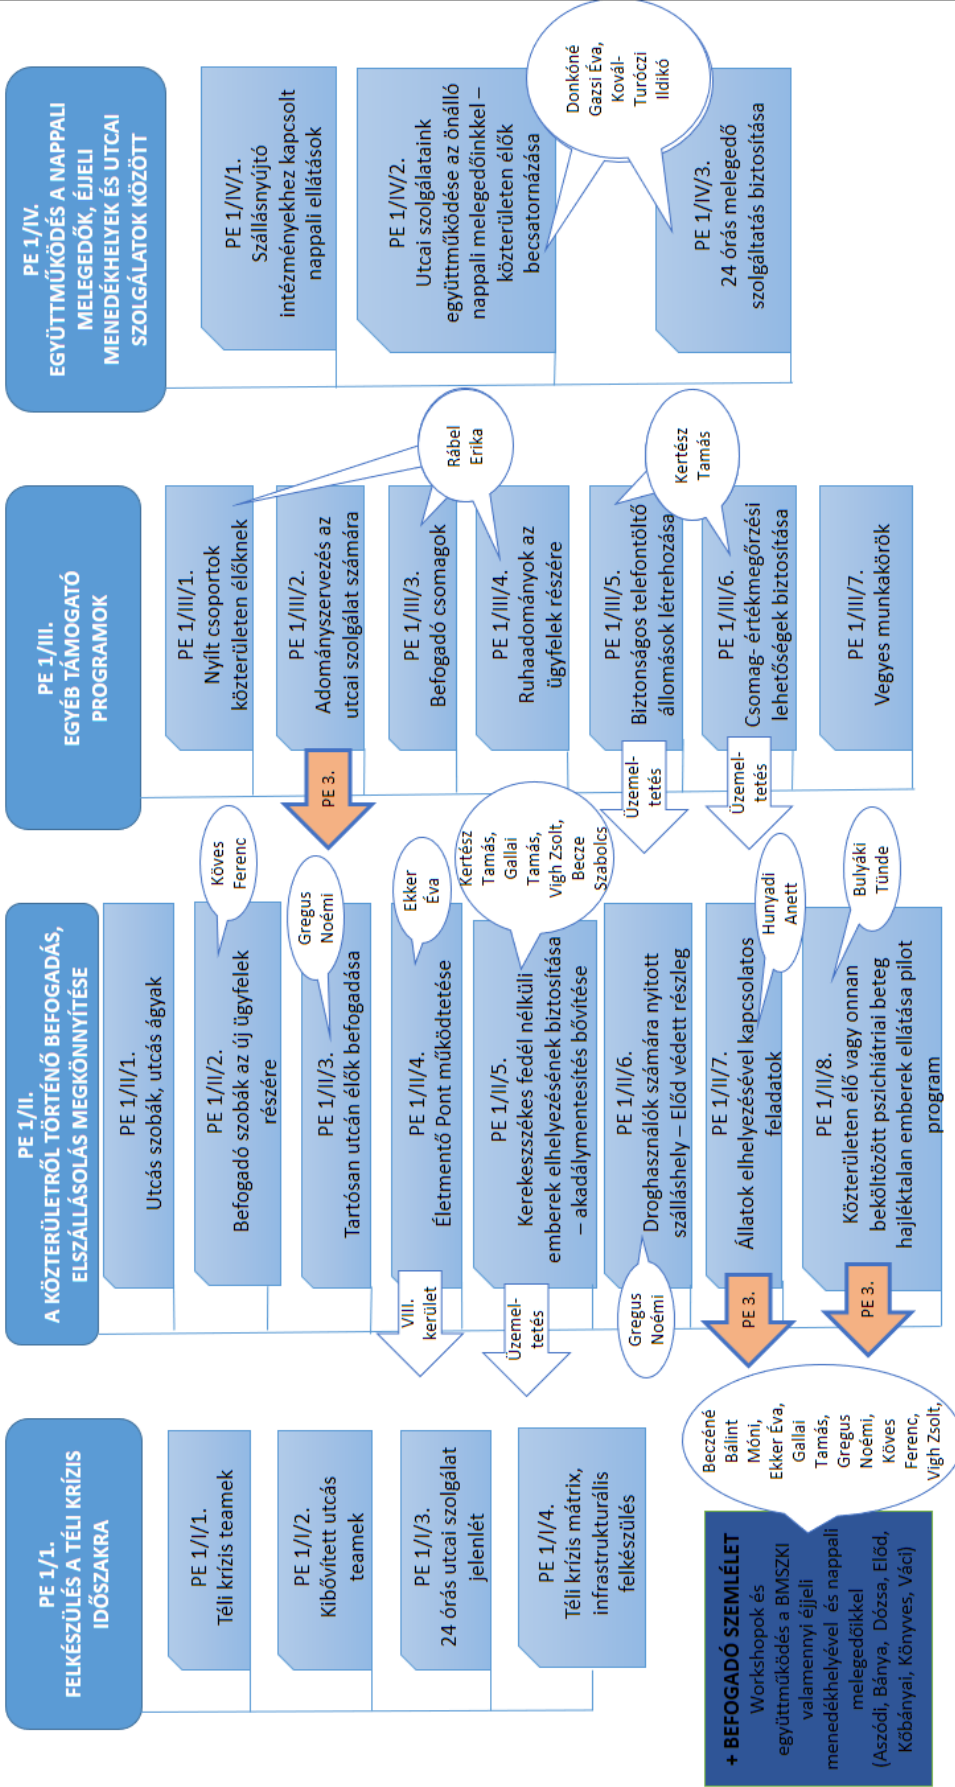 PE 1/1.
FELKÉSZÜLÉS A TÉLI KRÍZIS
IDŐSZAKRA
PE 1/I/1.
Téli krízis teamek
PE 1/I/2.
Kibővített utcás
teamek
PE 1/I/3.
24 órás utcai szolgálat
jelenlét
PE 1/I/4.
Téli krízis mátrix,
infrastrukturális
felkészülés
+ BEFOGADÓ SZEMLÉLET
Workshopok és
együttműködés a BMSZKI
valamennyi éjjeli
menedékhelyével és nappali
melegedőikkel
(Aszódi, Bánya, Dózsa, Előd,
Kőbányai, Könyves, Váci)
Beczéné
Bálint
Móni,
Ekker Éva,
Gallai
Tamás,
Gregus
Noémi,
Köves
Ferenc,
Vigh Zsolt,
PE 1/II.
A KÖZTERÜLETRŐL TÖRTÉNŐ BEFOGADÁS,
ELSZÁLLÁSOLÁS MEGKÖNNYÍTÉSE
PE 1/II/1.
Utcás szobák, utcás ágyak
PE 1/II/2.
Befogadó szobák az új ügyfelek
részére
Köves
Ferenc
PE 1/II/3.
Tartósan utcán élők befogadása
Gregus
Noémi
PE 1/II/4.
Életmentő Pont működtetése
Ekker
Éva
VIII.
kerület
PE 1/II/5.
Kerekeszszékes fedél nélküli
emberek elhelyezésének biztosítása
– akadálymentesítés bővítése
Kertész
Tamás,
Gallai
Tamás,
Vigh Zsolt,
Becze
Szabolcs
Üzemel-
tetés
PE 1/II/6.
Droghasználók számára nyitott
szálláshely – Előd védett részleg
Gregus
Noémi
PE 1/II/7.
Állatok elhelyezésével kapcsolatos
feladatok
Hunyadi
Anett
PE 3.
PE 1/II/8.
Közterületen élő vagy onnan
beköltözött pszichiátriai beteg
hajléktalan emberek ellátása pilot
program
Bulyáki
Tünde
PE 3.
PE 1/III.
EGYÉB TÁMOGATÓ
PROGRAMOK
PE 1/III/1.
Nyílt csoportok
közterületen élőknek
PE 1/III/2.
Adományszervezés az
utcai szolgálat számára
PE 3.
PE 1/III/3.
Befogadó csomagok
PE 1/III/4.
Ruhaadományok az
ügyfelek részére
Rábel
Erika
PE 1/III/5.
Biztonságos telefontöltő
állomások létrehozása
Üzemel-
tetés
PE 1/III/6.
Csomag- értékmegőrzési
lehetőségek biztosítása
Üzemel-
tetés
Kertész
Tamás
PE 1/III/7.
Vegyes munkakörök
PE 1/IV.
EGYÜTTMŰKÖDÉS A NAPPALI
MELEGEDŐK, ÉJJELI
MENEDÉKHELYEK ÉS UTCAI
SZOLGÁLATOK KÖZÖTT
PE 1/IV/1.
Szállásnyújtó
intézményekhez kapcsolt
nappali ellátások
PE 1/IV/2.
Utcai szolgálataink
együttműködése az önálló
nappali melegedőinkkel –
közterületen élők
becsatornázása
PE 1/IV/3.
24 órás melegedő
szolgáltatás biztosítása
Donkóné
Gazsi Éva,
Kovál-
Turóczi
Ildikó